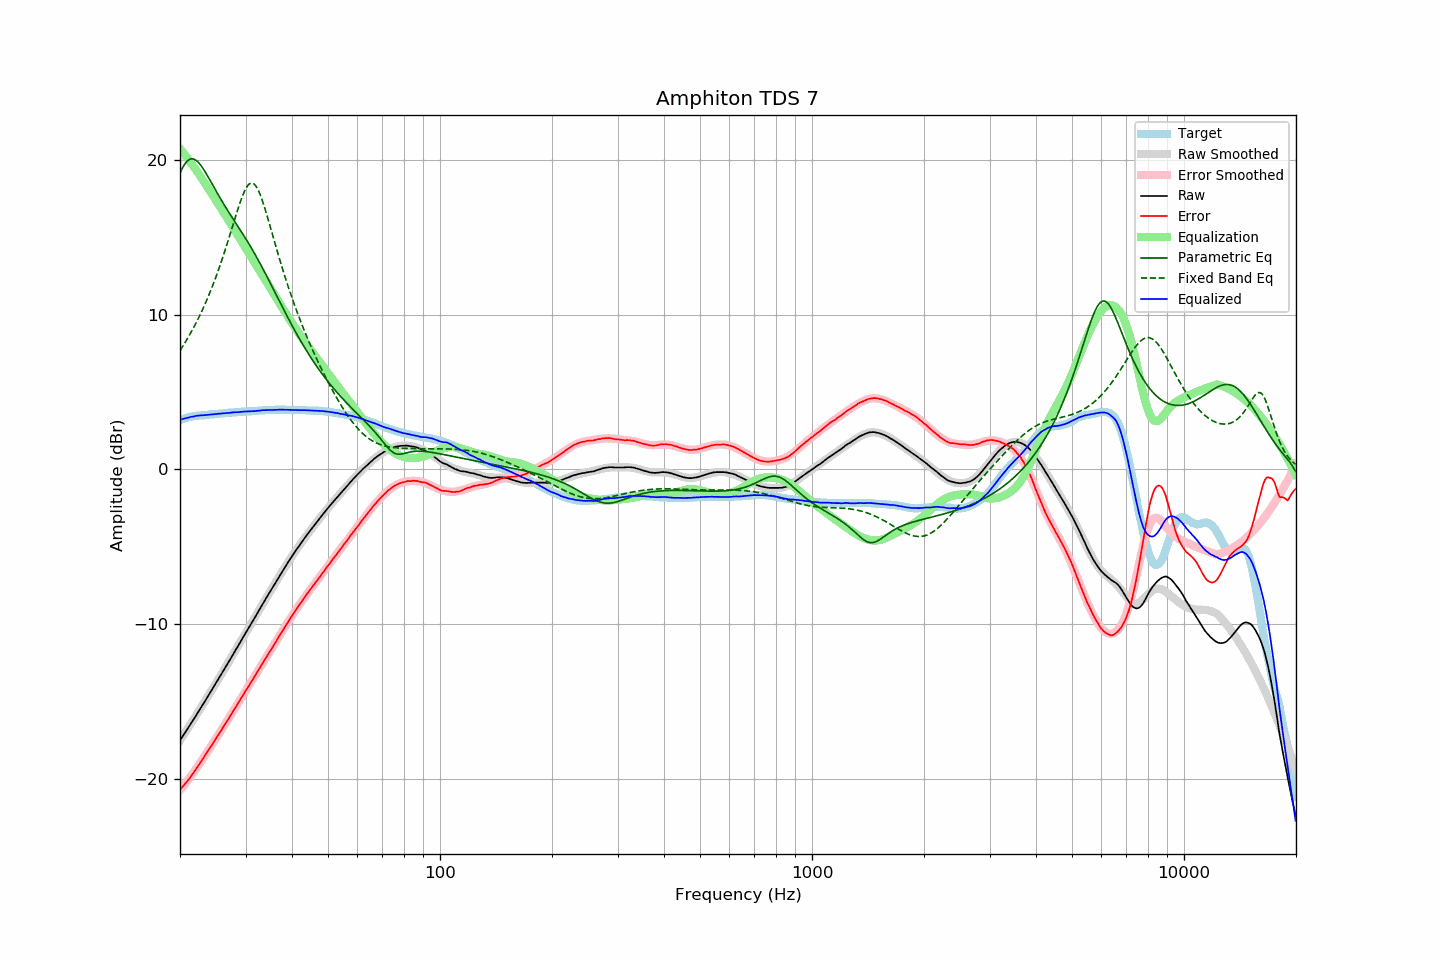 Amphiton TDS 7
Target
Raw Smoothed
Error Smoothed
Raw
Error
Equalization
Parametric Eq
Fixed Band Eq
Equalized
20
10
0
−10
−20
Amplitude (dBr)
100
1000
10000
Frequency (Hz)